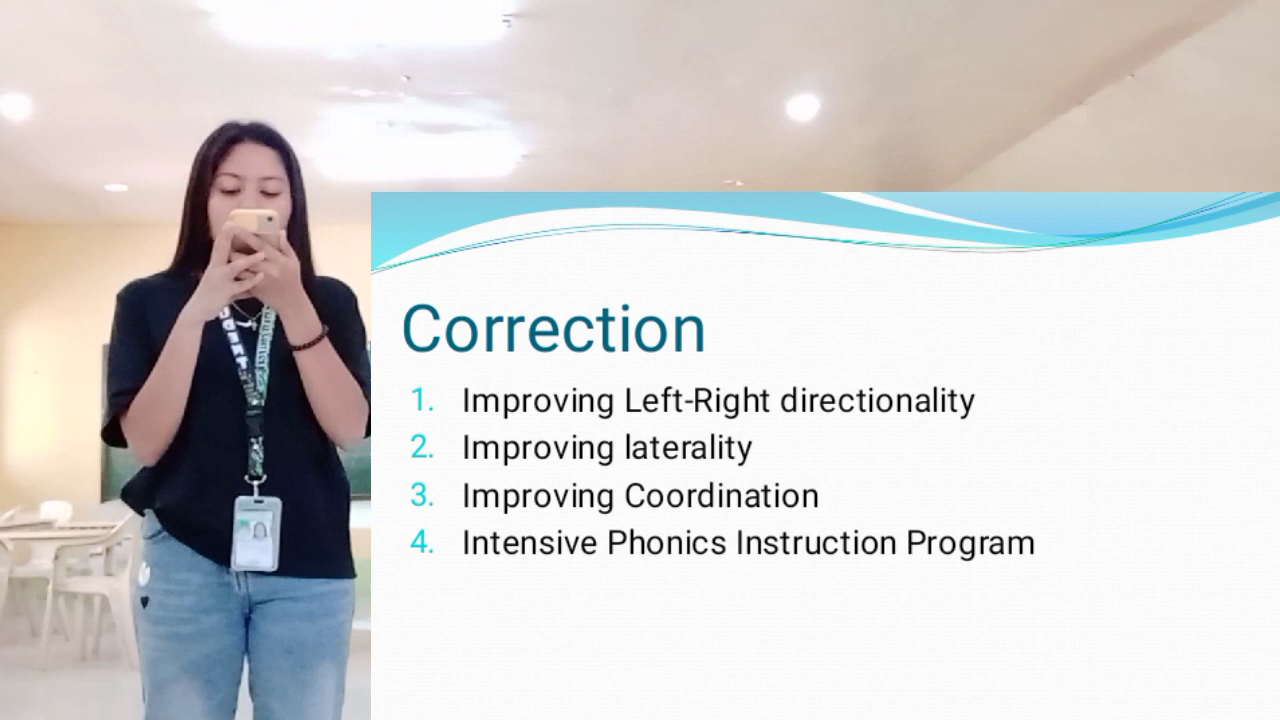 Correction
1. Improving Left-Right directionality
2. Improving laterality
3. Improving Coordination
4. Intensive Phonics Instruction Program